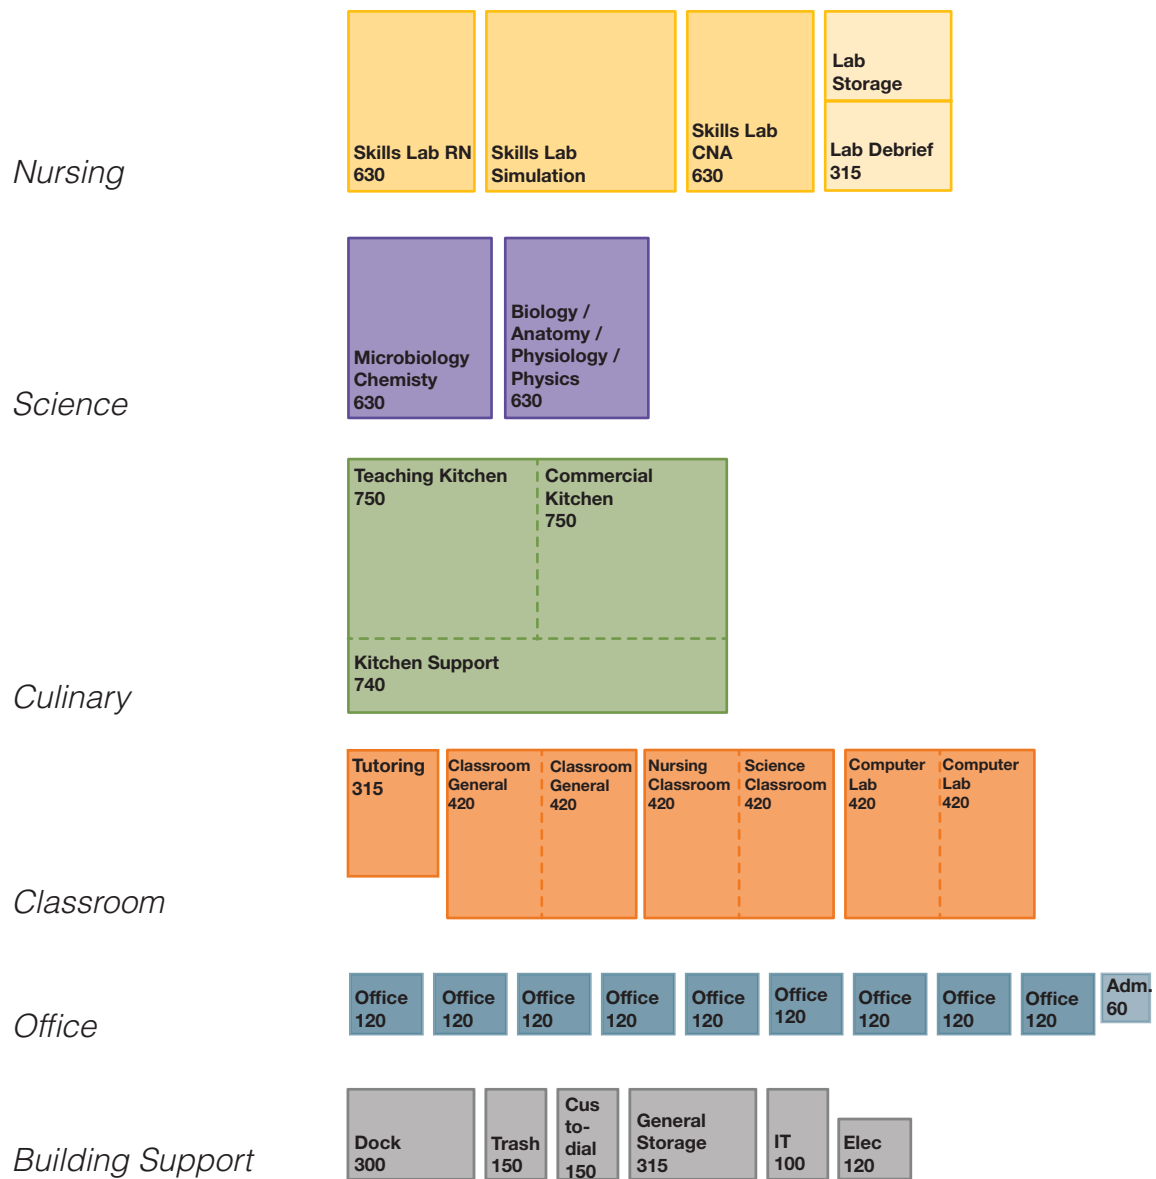 Nursing
Skills Lab RN
630
Skills Lab
Simulation
Skills Lab
CNA
630
Lab
Storage
Lab Debrief
315
Science
Microbiology
Chemisty
630
Biology /
Anatomy /
Physiology /
Physics
630
Culinary
Teaching Kitchen
750
Commercial
Kitchen
750
Kitchen Support
740
Classroom
Tutoring
315
Classroom
General
420
Classroom
General
420
Nursing
Classroom
420
Science
Classroom
420
Computer
Lab
420
Computer
Lab
420
Office
Office
120
Office
120
Office
120
Office
120
Office
120
Office
120
Office
120
Office
120
Office
120
Adm.
60
Building Support
Dock
300
Trash
150
Cus
to-
dial
150
General
Storage
315
IT
100
Elec
120